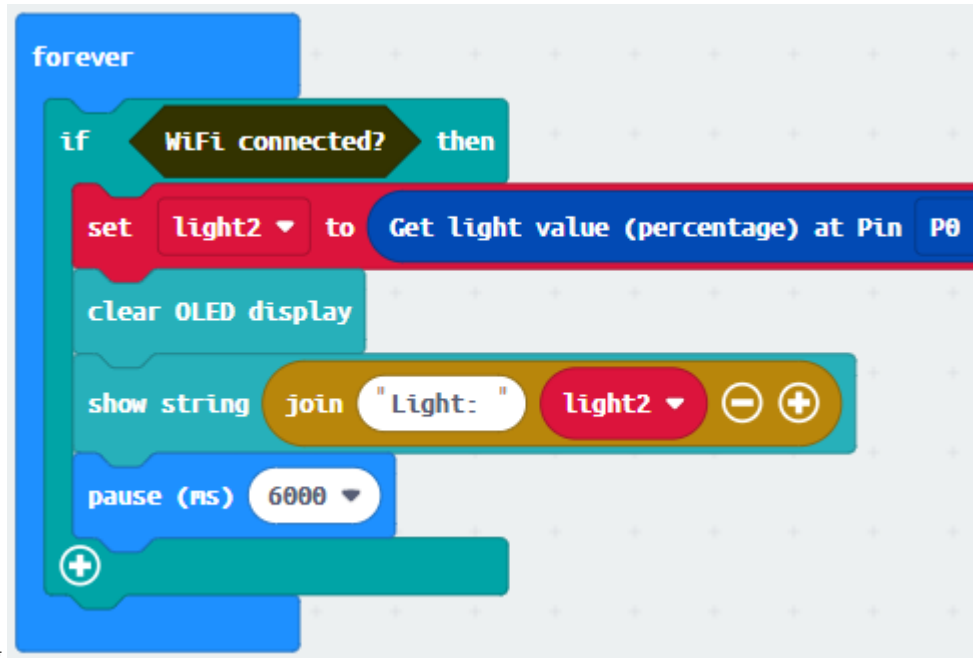 forever
if WiFi connected? then
set light2 to Get light value (percentage) at Pin P0
clear OLED display
show string join "Light: " light2
pause (ms) 6000